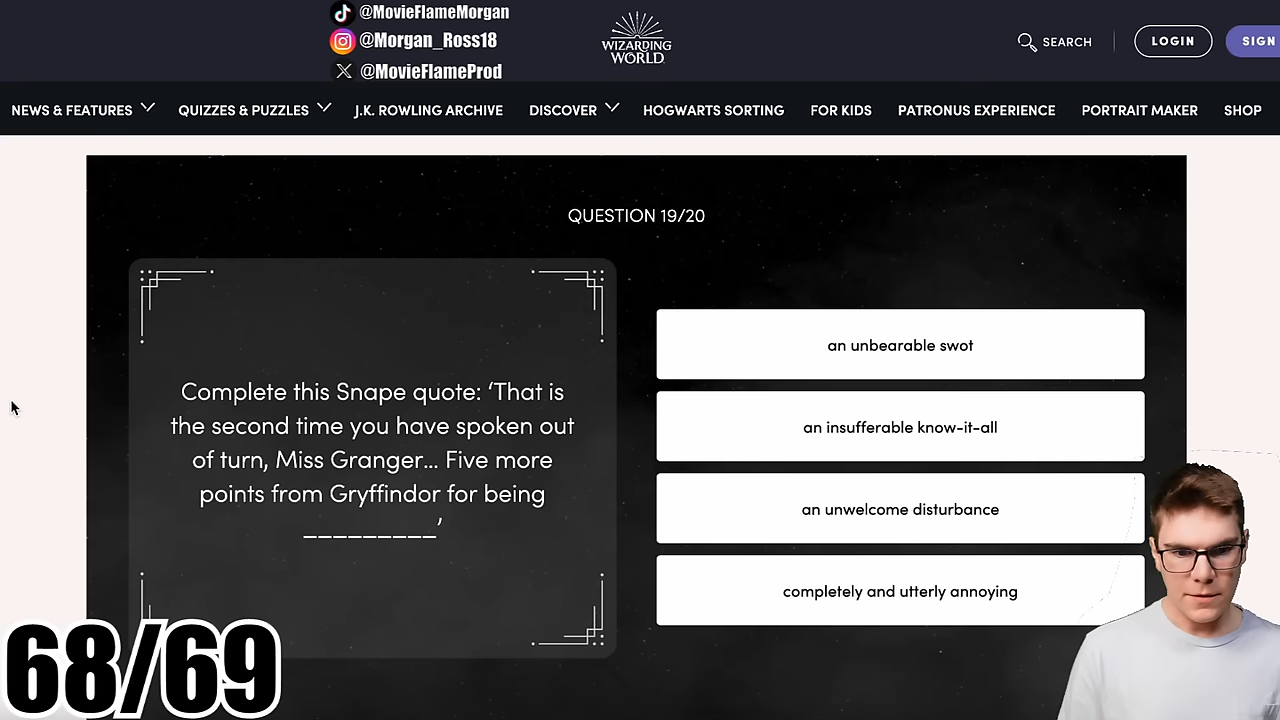 @MovieFlameMorgan
@Morgan_Ross18
@MovieFlameProd
WIZARDING
WORLD
SEARCH
LOGIN
SIGN
NEWS & FEATURES
QUIZZES & PUZZLES
J.K. ROWLING ARCHIVE
DISCOVER
HOGWARTS SORTING
FOR KIDS
PATRONUS EXPERIENCE
PORTRAIT MAKER
SHOP
QUESTION 19/20
Complete this Snape quote: ‘That is
the second time you have spoken out
of turn, Miss Granger... Five more
points from Gryffindor for being
_________’
an unbearable swot
an insufferable know-it-all
an unwelcome disturbance
completely and utterly annoying
68/69